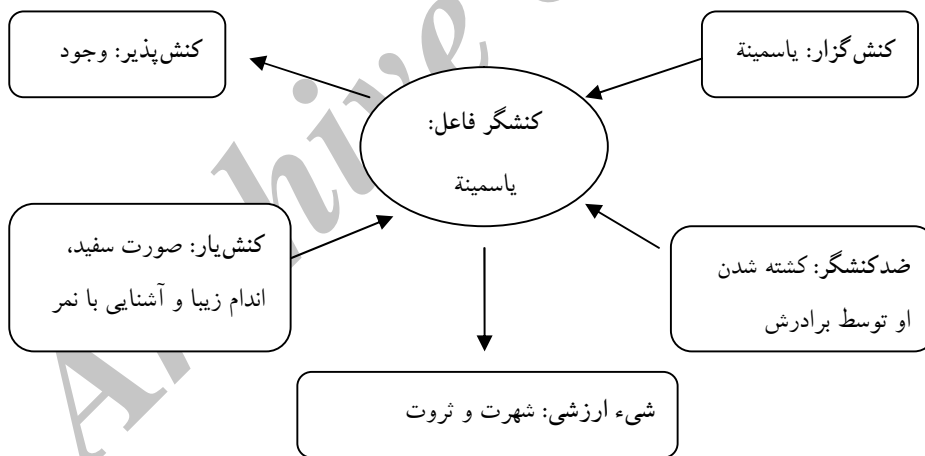 کنش‌گزار: یاسمینة
کنش‌پذیر: وجود
کنشگر فاعل:
یاسمینة
ضدکنشگر: کشته شدن
او توسط برادرش
کنش‌یار: صورت سفید،
اندام زیبا و آشنایی با نمر
شیء ارزشی: شهرت و ثروت